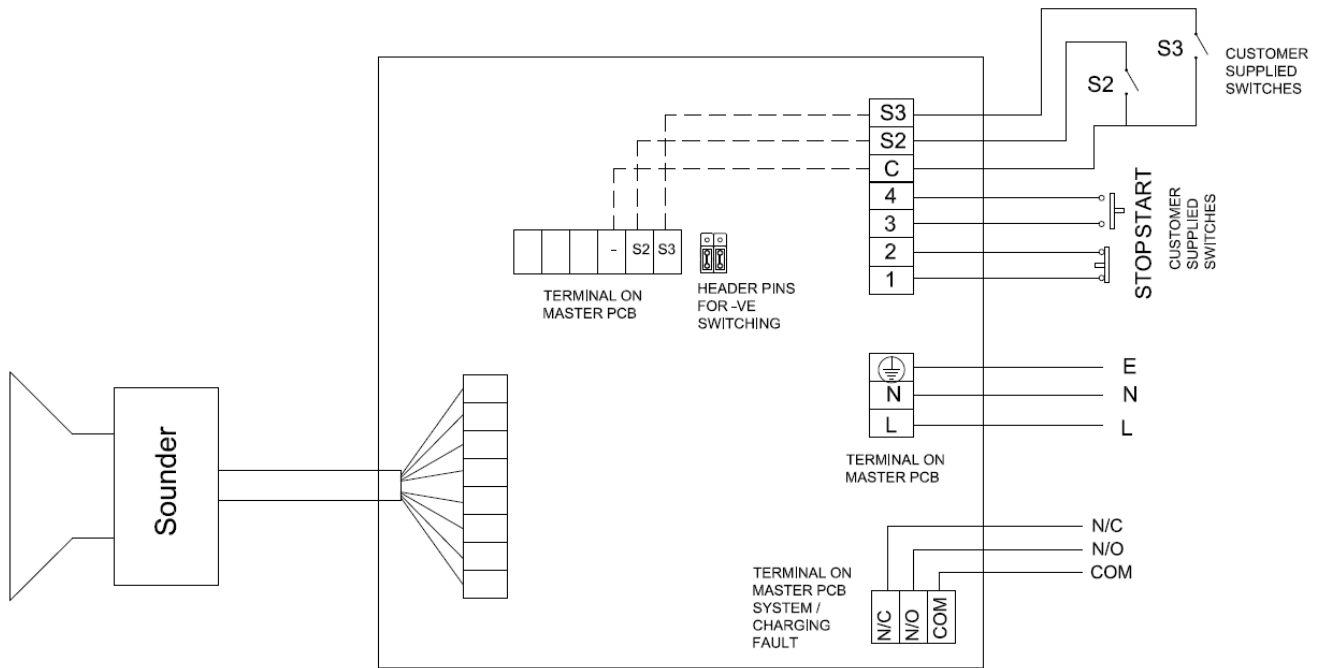 S3
CUSTOMER
SUPPLIED
SWITCHES
S2
S3
S2
C
4
3
2
1
STOPSTART
CUSTOMER
SUPPLIED
SWITCHES
-
S2
S3
TERMINAL ON
MASTER PCB
HEADER PINS
FOR -VE
SWITCHING
N
L
E
N
L
TERMINAL ON
MASTER PCB
Sounder
N/C
N/O
COM
TERMINAL ON
MASTER PCB
SYSTEM /
CHARGING
FAULT
N/C
N/O
COM